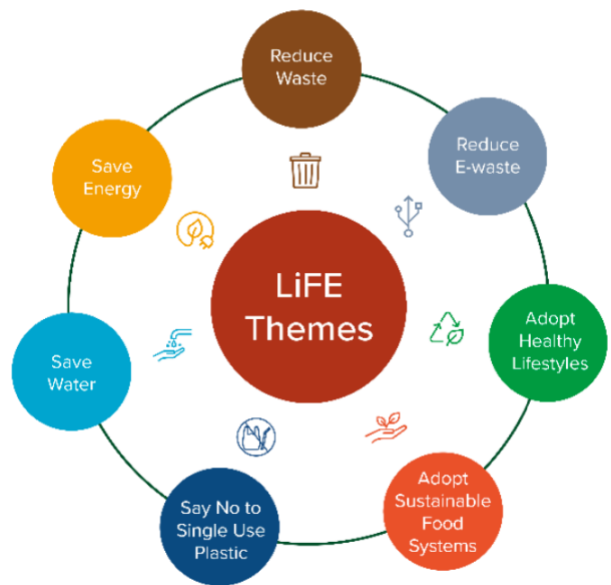 Reduce
Waste
Reduce
E-waste
Save
Energy
LiFE
Themes
Adopt
Healthy
Lifestyles
Save
Water
Adopt
Sustainable
Food
Systems
Say No to
Single Use
Plastic